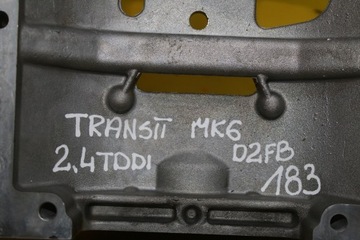 TRANSIT MK6
2,4TDDI D2FB
183